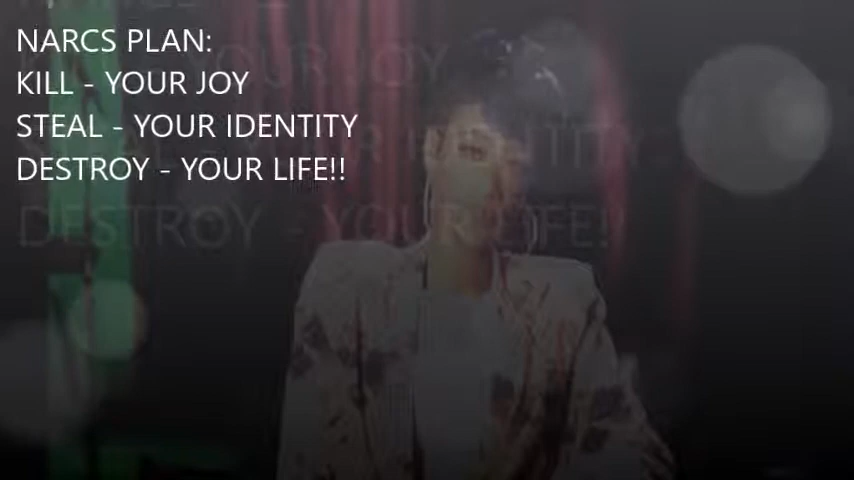 NARCS PLAN:
KILL - YOUR JOY
STEAL - YOUR IDENTITY
DESTROY - YOUR LIFE!!